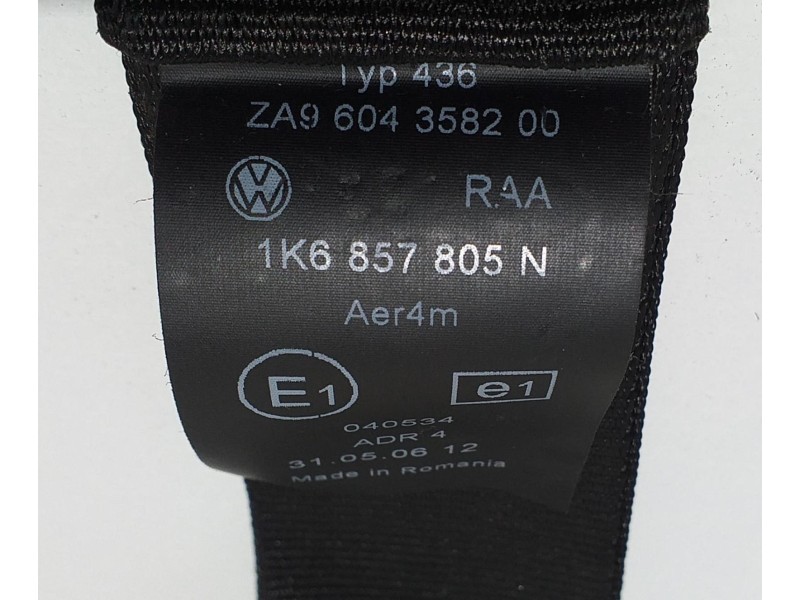 Typ 436
ZA9 604 3582 00
VW RAA
1K6 857 805 N
Aer4m
E1 e1
040534
ADR 4
31.05.06 12
Made in Romania